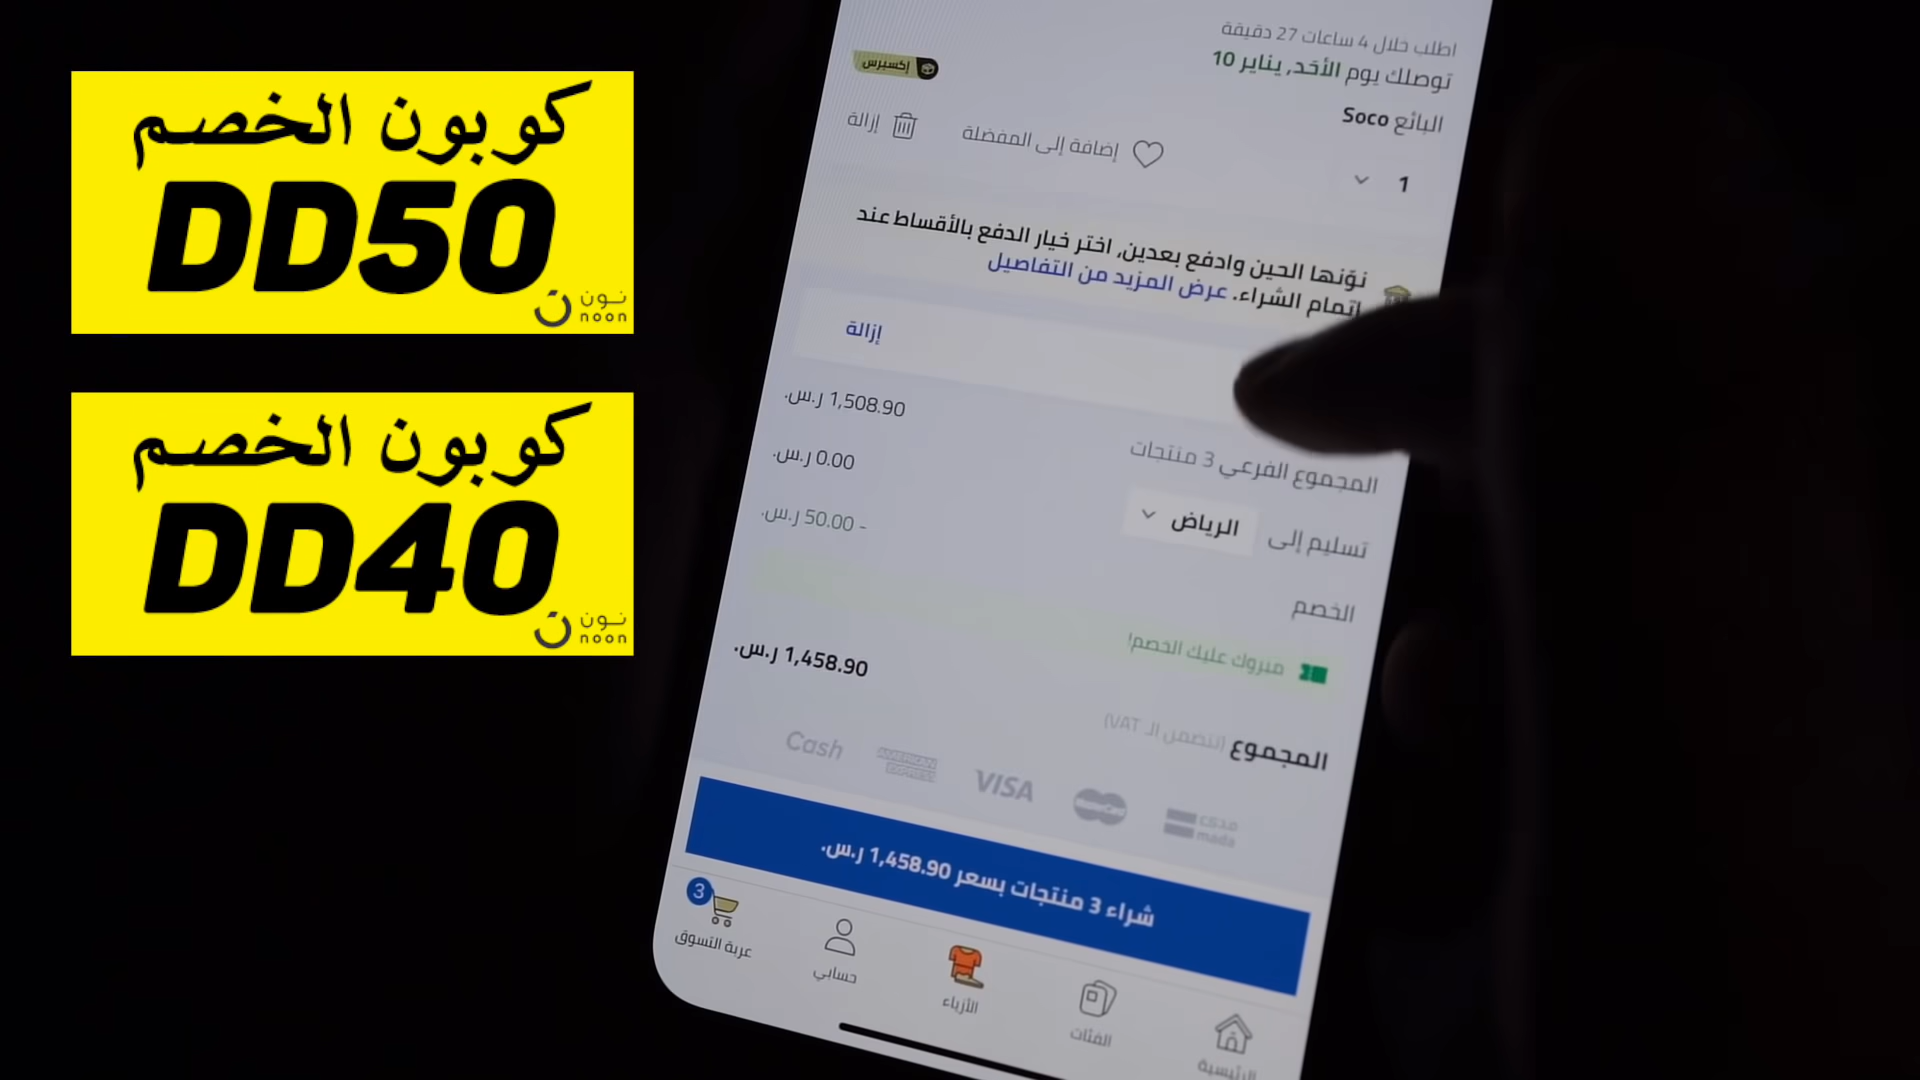 كوبون الخصم
DD50
نون
noon
كوبون الخصم
DD40
نون
noon
اطلب خلال 4 ساعات 27 دقيقة
توصلك يوم الأحد, يناير 10
إكسبرس
البائع Soco
إضافة إلى المفضلة
إزالة
1
نوّنها الحين وادفع بعدين, اختر خيار الدفع بالأقساط عند
إتمام الشراء. عرض المزيد من التفاصيل
إزالة
المجموع الفرعي 3 منتجات
1,508.90 ر.س.
تسليم إلى الرياض
0.00 ر.س.
الخصم
- 50.00 ر.س.
مبروك عليك الخصم!
المجموع (تتضمن الـ VAT)
1,458.90 ر.س.
مدى mada
VISA
AMERICAN EXPRESS
Cash
شراء 3 منتجات بسعر 1,458.90 ر.س.
الرئيسية
الفئات
الأزياء
حسابي
3
عربة التسوق